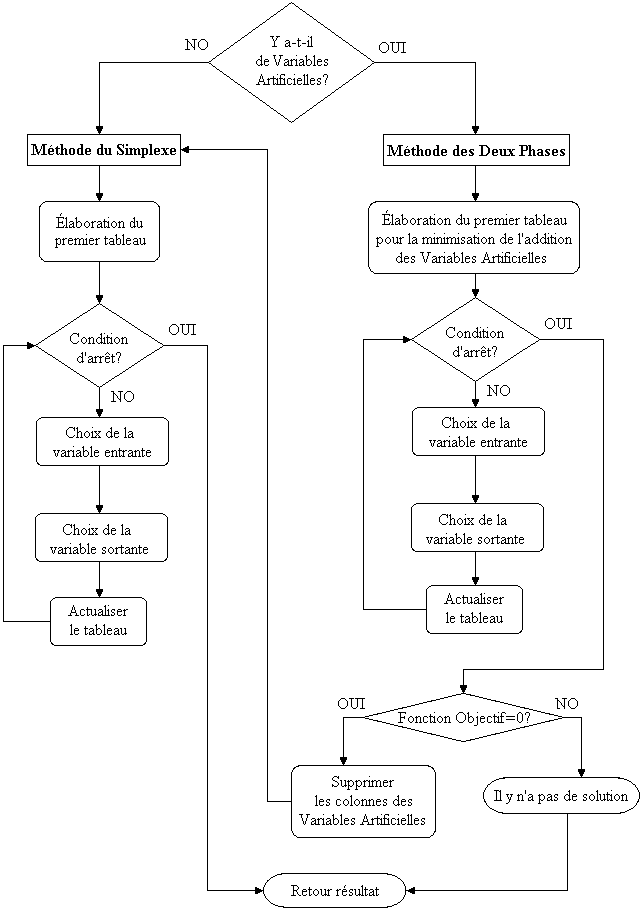 Y a-t-il
de Variables
Artificielles?
NO
OUI
Méthode du Simplexe
Méthode des Deux Phases
Élaboration du
premier tableau
Élaboration du premier tableau
pour la minimisation de l'addition
des Variables Artificielles
Condition
d'arrêt?
OUI
NO
Condition
d'arrêt?
OUI
NO
Choix de la
variable entrante
Choix de la
variable entrante
Choix de la
variable sortante
Choix de la
variable sortante
Actualiser
le tableau
Actualiser
le tableau
Fonction Objectif=0?
OUI
NO
Supprimer
les colonnes des
Variables Artificielles
Il y n'a pas de solution
Retour résultat